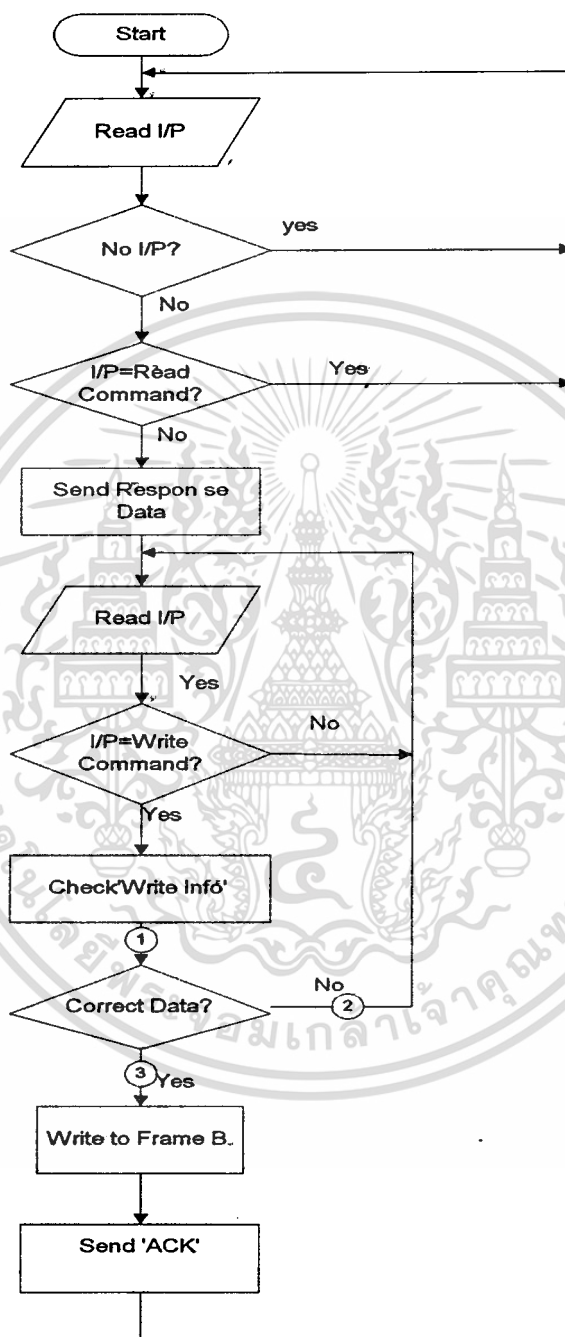 Start
Read I/P
No I/P?
yes
No
I/P=Read
Command?
Yes
No
Send Respon se
Data
Read I/P
Yes
I/P=Write
Command?
No
Yes
Check'Write Info'
1
Correct Data?
No
2
3
Yes
Write to Frame B.
Send 'ACK'